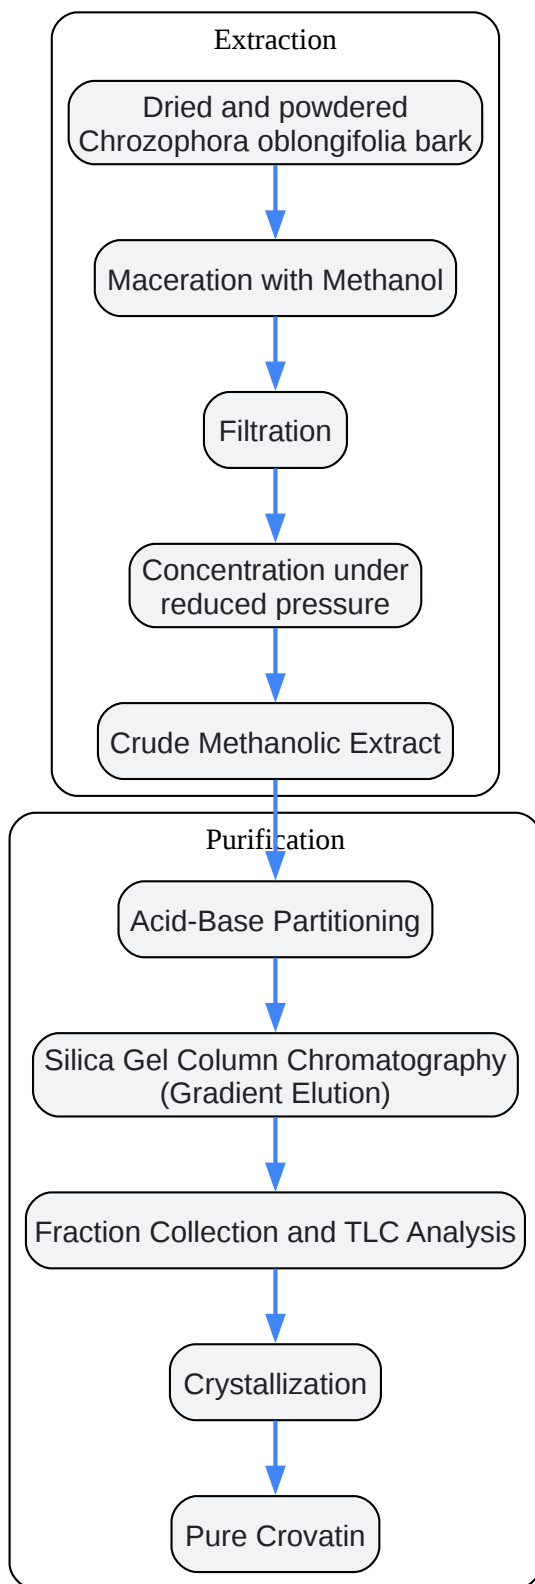 Extraction
Dried and powdered
Chrozophora oblongifolia bark
Maceration with Methanol
Filtration
Concentration under
reduced pressure
Crude Methanolic Extract
Purification
Acid-Base Partitioning
Silica Gel Column Chromatography
(Gradient Elution)
Fraction Collection and TLC Analysis
Crystallization
Pure Crovatin